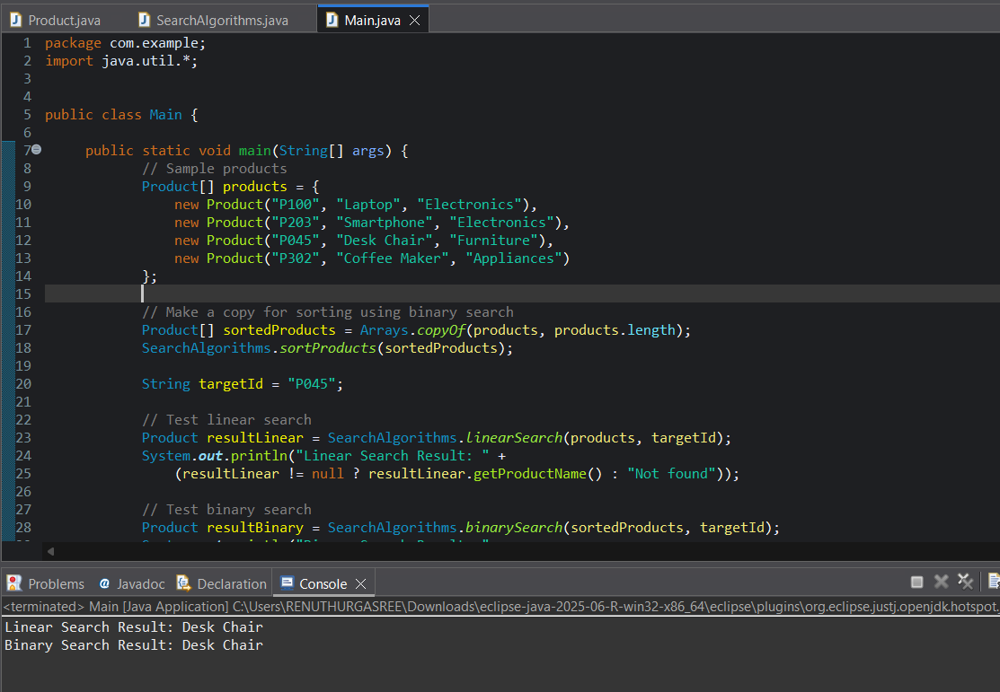 Product.java SearchAlgorithms.java Main.java
1 package com.example;
2 import java.util.*;
3
4
5 public class Main {
6
7 public static void main(String[] args) {
8 // Sample products
9 Product[] products = {
10 new Product("P100", "Laptop", "Electronics"),
11 new Product("P203", "Smartphone", "Electronics"),
12 new Product("P045", "Desk Chair", "Furniture"),
13 new Product("P302", "Coffee Maker", "Appliances")
14 };
15
16 // Make a copy for sorting using binary search
17 Product[] sortedProducts = Arrays.copyOf(products, products.length);
18 SearchAlgorithms.sortProducts(sortedProducts);
19
20 String targetId = "P045";
21
22 // Test linear search
23 Product resultLinear = SearchAlgorithms.linearSearch(products, targetId);
24 System.out.println("Linear Search Result: " +
25 (resultLinear != null ? resultLinear.getProductName() : "Not found"));
26
27 // Test binary search
28 Product resultBinary = SearchAlgorithms.binarySearch(sortedProducts, targetId);
Problems Javadoc Declaration Console
<terminated> Main [Java Application] C:\Users\RENUTHURGASREE\Downloads\eclipse-java-2025-06-R-win32-x86_64\eclipse\plugins\org.eclipse.justj.openjdk.hotspot.
Linear Search Result: Desk Chair
Binary Search Result: Desk Chair